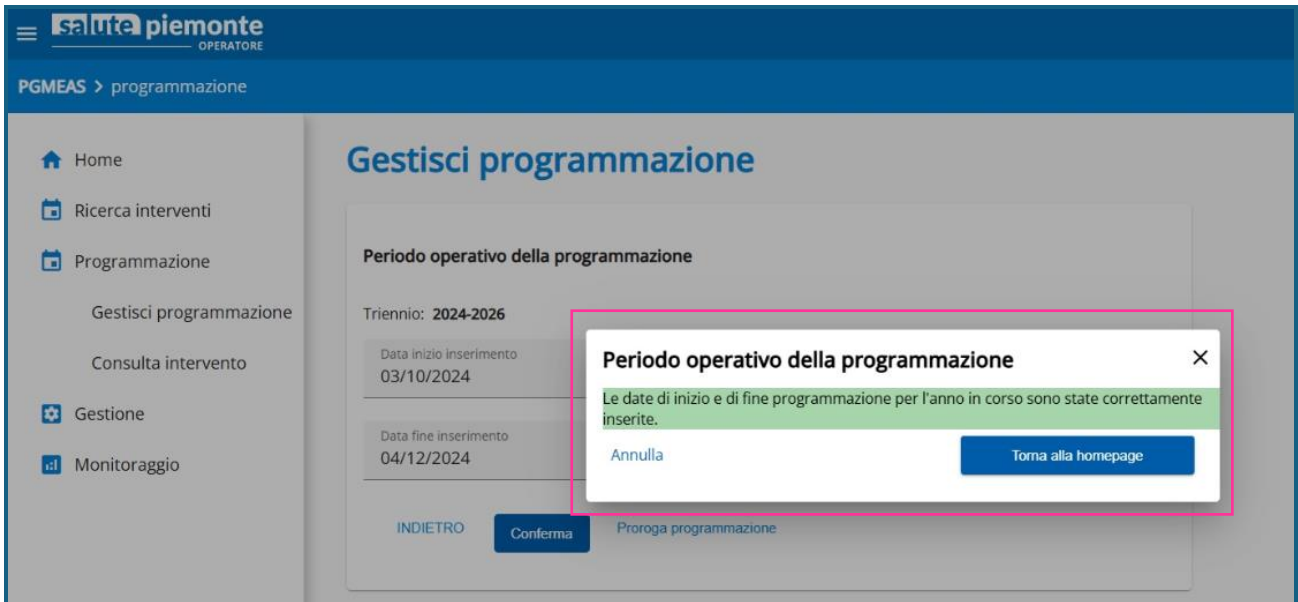 salute piemonte
OPERATORE
PGMEAS > programmazione
Home
Ricerca interventi
Programmazione
Gestisci programmazione
Consulta intervento
Gestione
Monitoraggio
Gestisci programmazione
Periodo operativo della programmazione
Triennio: 2024-2026
Data inizio inserimento
03/10/2024
Data fine inserimento
04/12/2024
INDIETRO
Conferma
Proroga programmazione
Periodo operativo della programmazione
Le date di inizio e di fine programmazione per l'anno in corso sono state correttamente
inserite.
Annulla
Torna alla homepage